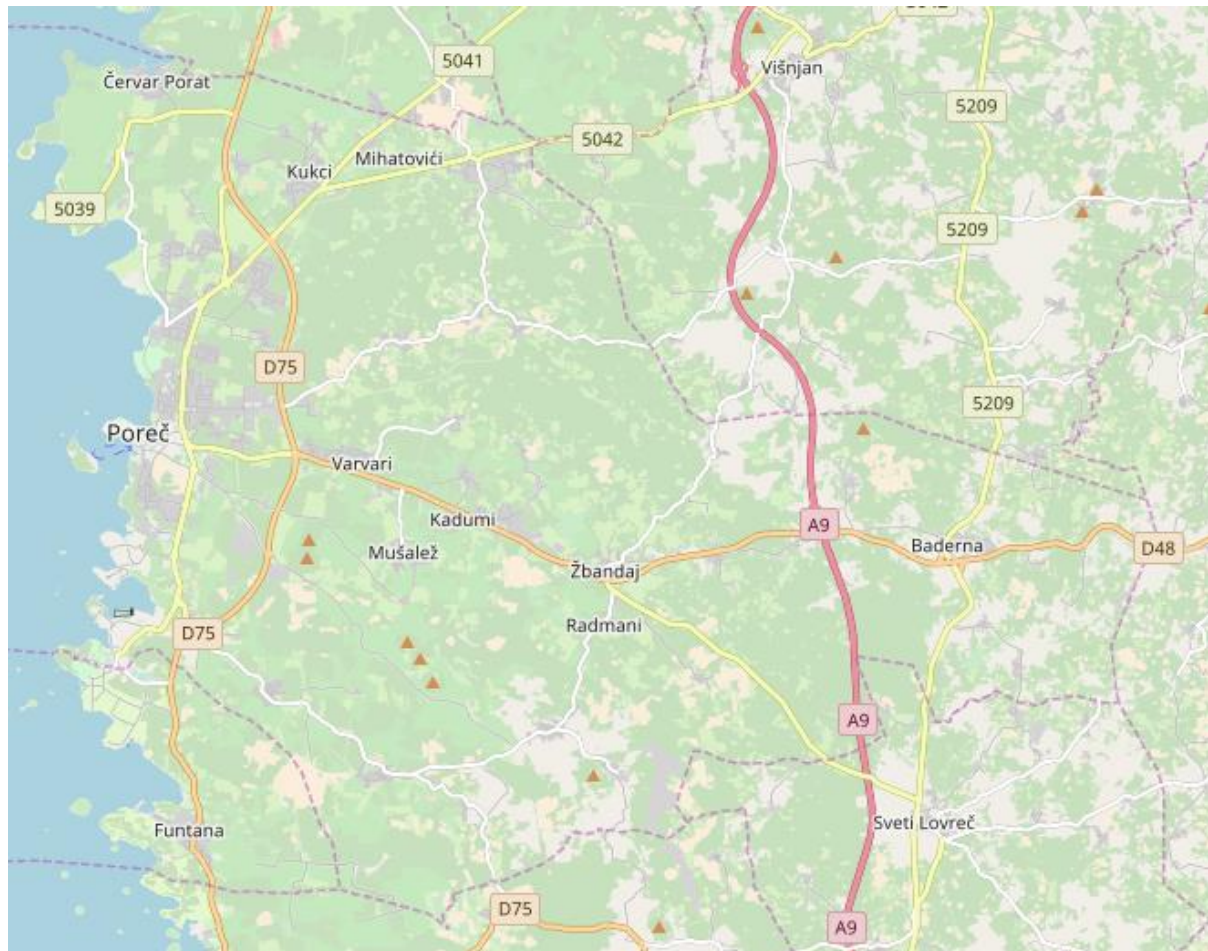 5041
Višnjan
Červar Porat
5209
5042
Mihatovići
Kukci
5039
5209
D75
5209
Poreč
Varvari
Kadumi
A9
Baderna
D48
Mušalež
Žbandaj
Radmani
D75
A9
Sveti Lovreč
Funtana
D75
A9